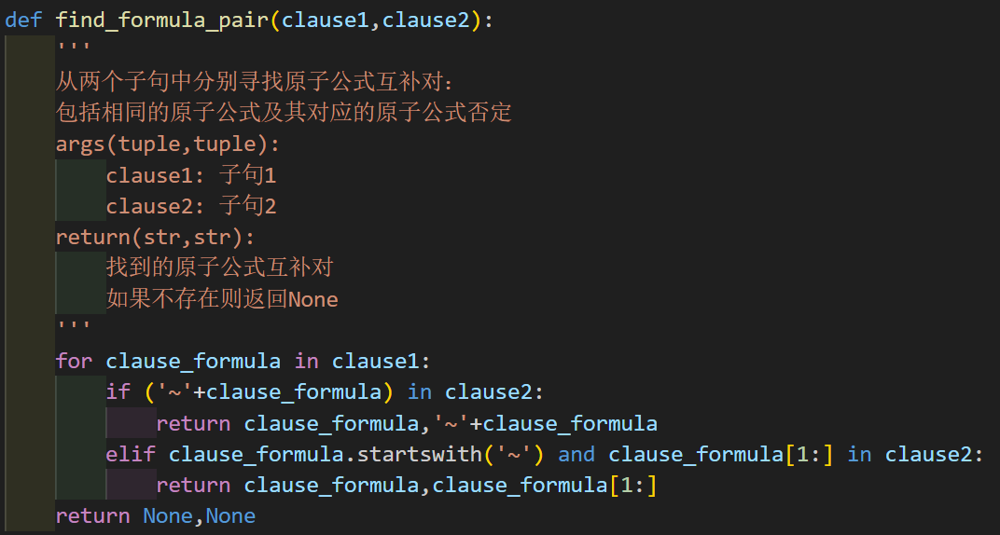 def find_formula_pair(clause1,clause2):
    '''
    从两个子句中分别寻找原子公式互补对:
    包括相同的原子公式及其对应的原子公式否定
    args(tuple,tuple):
        clause1: 子句1
        clause2: 子句2
    return(str,str):
        找到的原子公式互补对
        如果不存在则返回None
    '''
    for clause_formula in clause1:
        if ('~'+clause_formula) in clause2:
            return clause_formula,'~'+clause_formula
        elif clause_formula.startswith('~') and clause_formula[1:] in clause2:
            return clause_formula,clause_formula[1:]
    return None,None